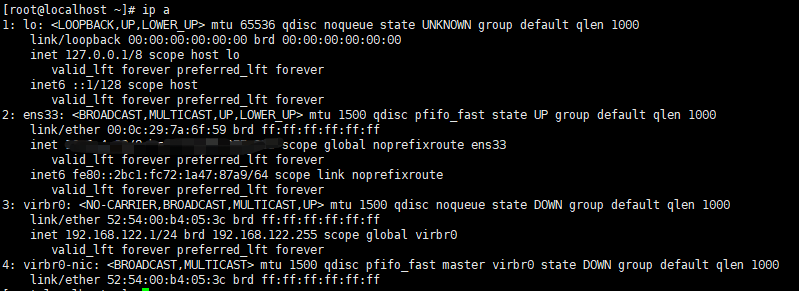 [root@localhost ~]# ip a
1: lo: <LOOPBACK,UP,LOWER_UP> mtu 65536 qdisc noqueue state UNKNOWN group default qlen 1000
link/loopback 00:00:00:00:00:00 brd 00:00:00:00:00:00
inet 127.0.0.1/8 scope host lo
valid_lft forever preferred_lft forever
inet6 ::1/128 scope host
valid_lft forever preferred_lft forever
2: ens33: <BROADCAST,MULTICAST,UP,LOWER_UP> mtu 1500 qdisc pfifo_fast state UP group default qlen 1000
link/ether 00:0c:29:7a:6f:59 brd ff:ff:ff:ff:ff:ff
inet scope global noprefixroute ens33
valid_lft forever preferred_lft forever
inet6 fe80::2bc1:fc72:1a47:87a9/64 scope link noprefixroute
valid_lft forever preferred_lft forever
3: virbr0: <NO-CARRIER,BROADCAST,MULTICAST,UP> mtu 1500 qdisc noqueue state DOWN group default qlen 1000
link/ether 52:54:00:b4:05:3c brd ff:ff:ff:ff:ff:ff
inet 192.168.122.1/24 brd 192.168.122.255 scope global virbr0
valid_lft forever preferred_lft forever
4: virbr0-nic: <BROADCAST,MULTICAST> mtu 1500 qdisc pfifo_fast master virbr0 state DOWN group default qlen 1000
link/ether 52:54:00:b4:05:3c brd ff:ff:ff:ff:ff:ff